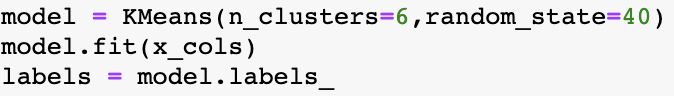 model = KMeans(n_clusters=6,random_state=40)
model.fit(x_cols)
labels = model.labels_